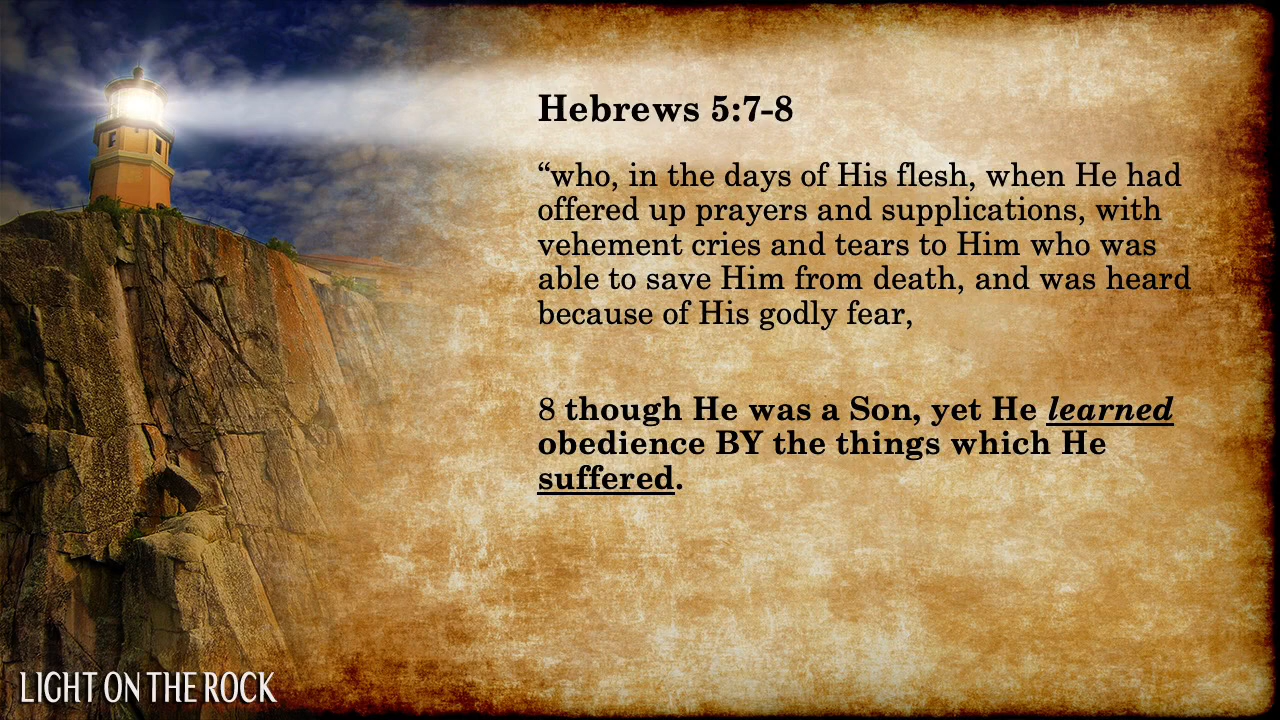 Hebrews 5:7-8
“who, in the days of His flesh, when He had
offered up prayers and supplications, with
vehement cries and tears to Him who was
able to save Him from death, and was heard
because of His godly fear,
8 though He was a Son, yet He learned
obedience BY the things which He
suffered.
LIGHT ON THE ROCK